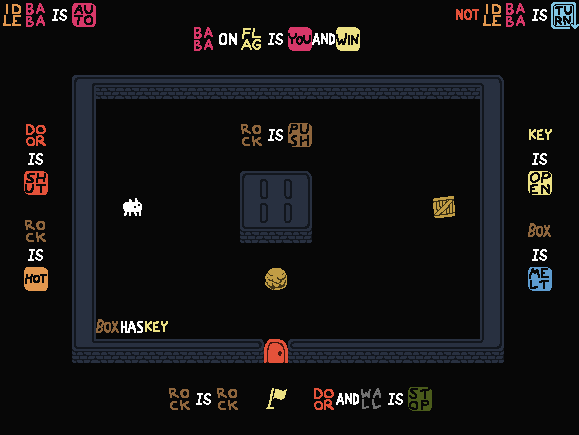 IDLE BABA IS AUTO
NOT IDLE BABA IS TURN
BABA ON FLAG IS YOU AND WIN
ROCK IS PUSH
DOOR IS SHUT
ROCK IS HOT
KEY IS OPEN
BOX IS MELT
BOX HAS KEY
ROCK IS ROCK
DOOR AND WALL IS STOP